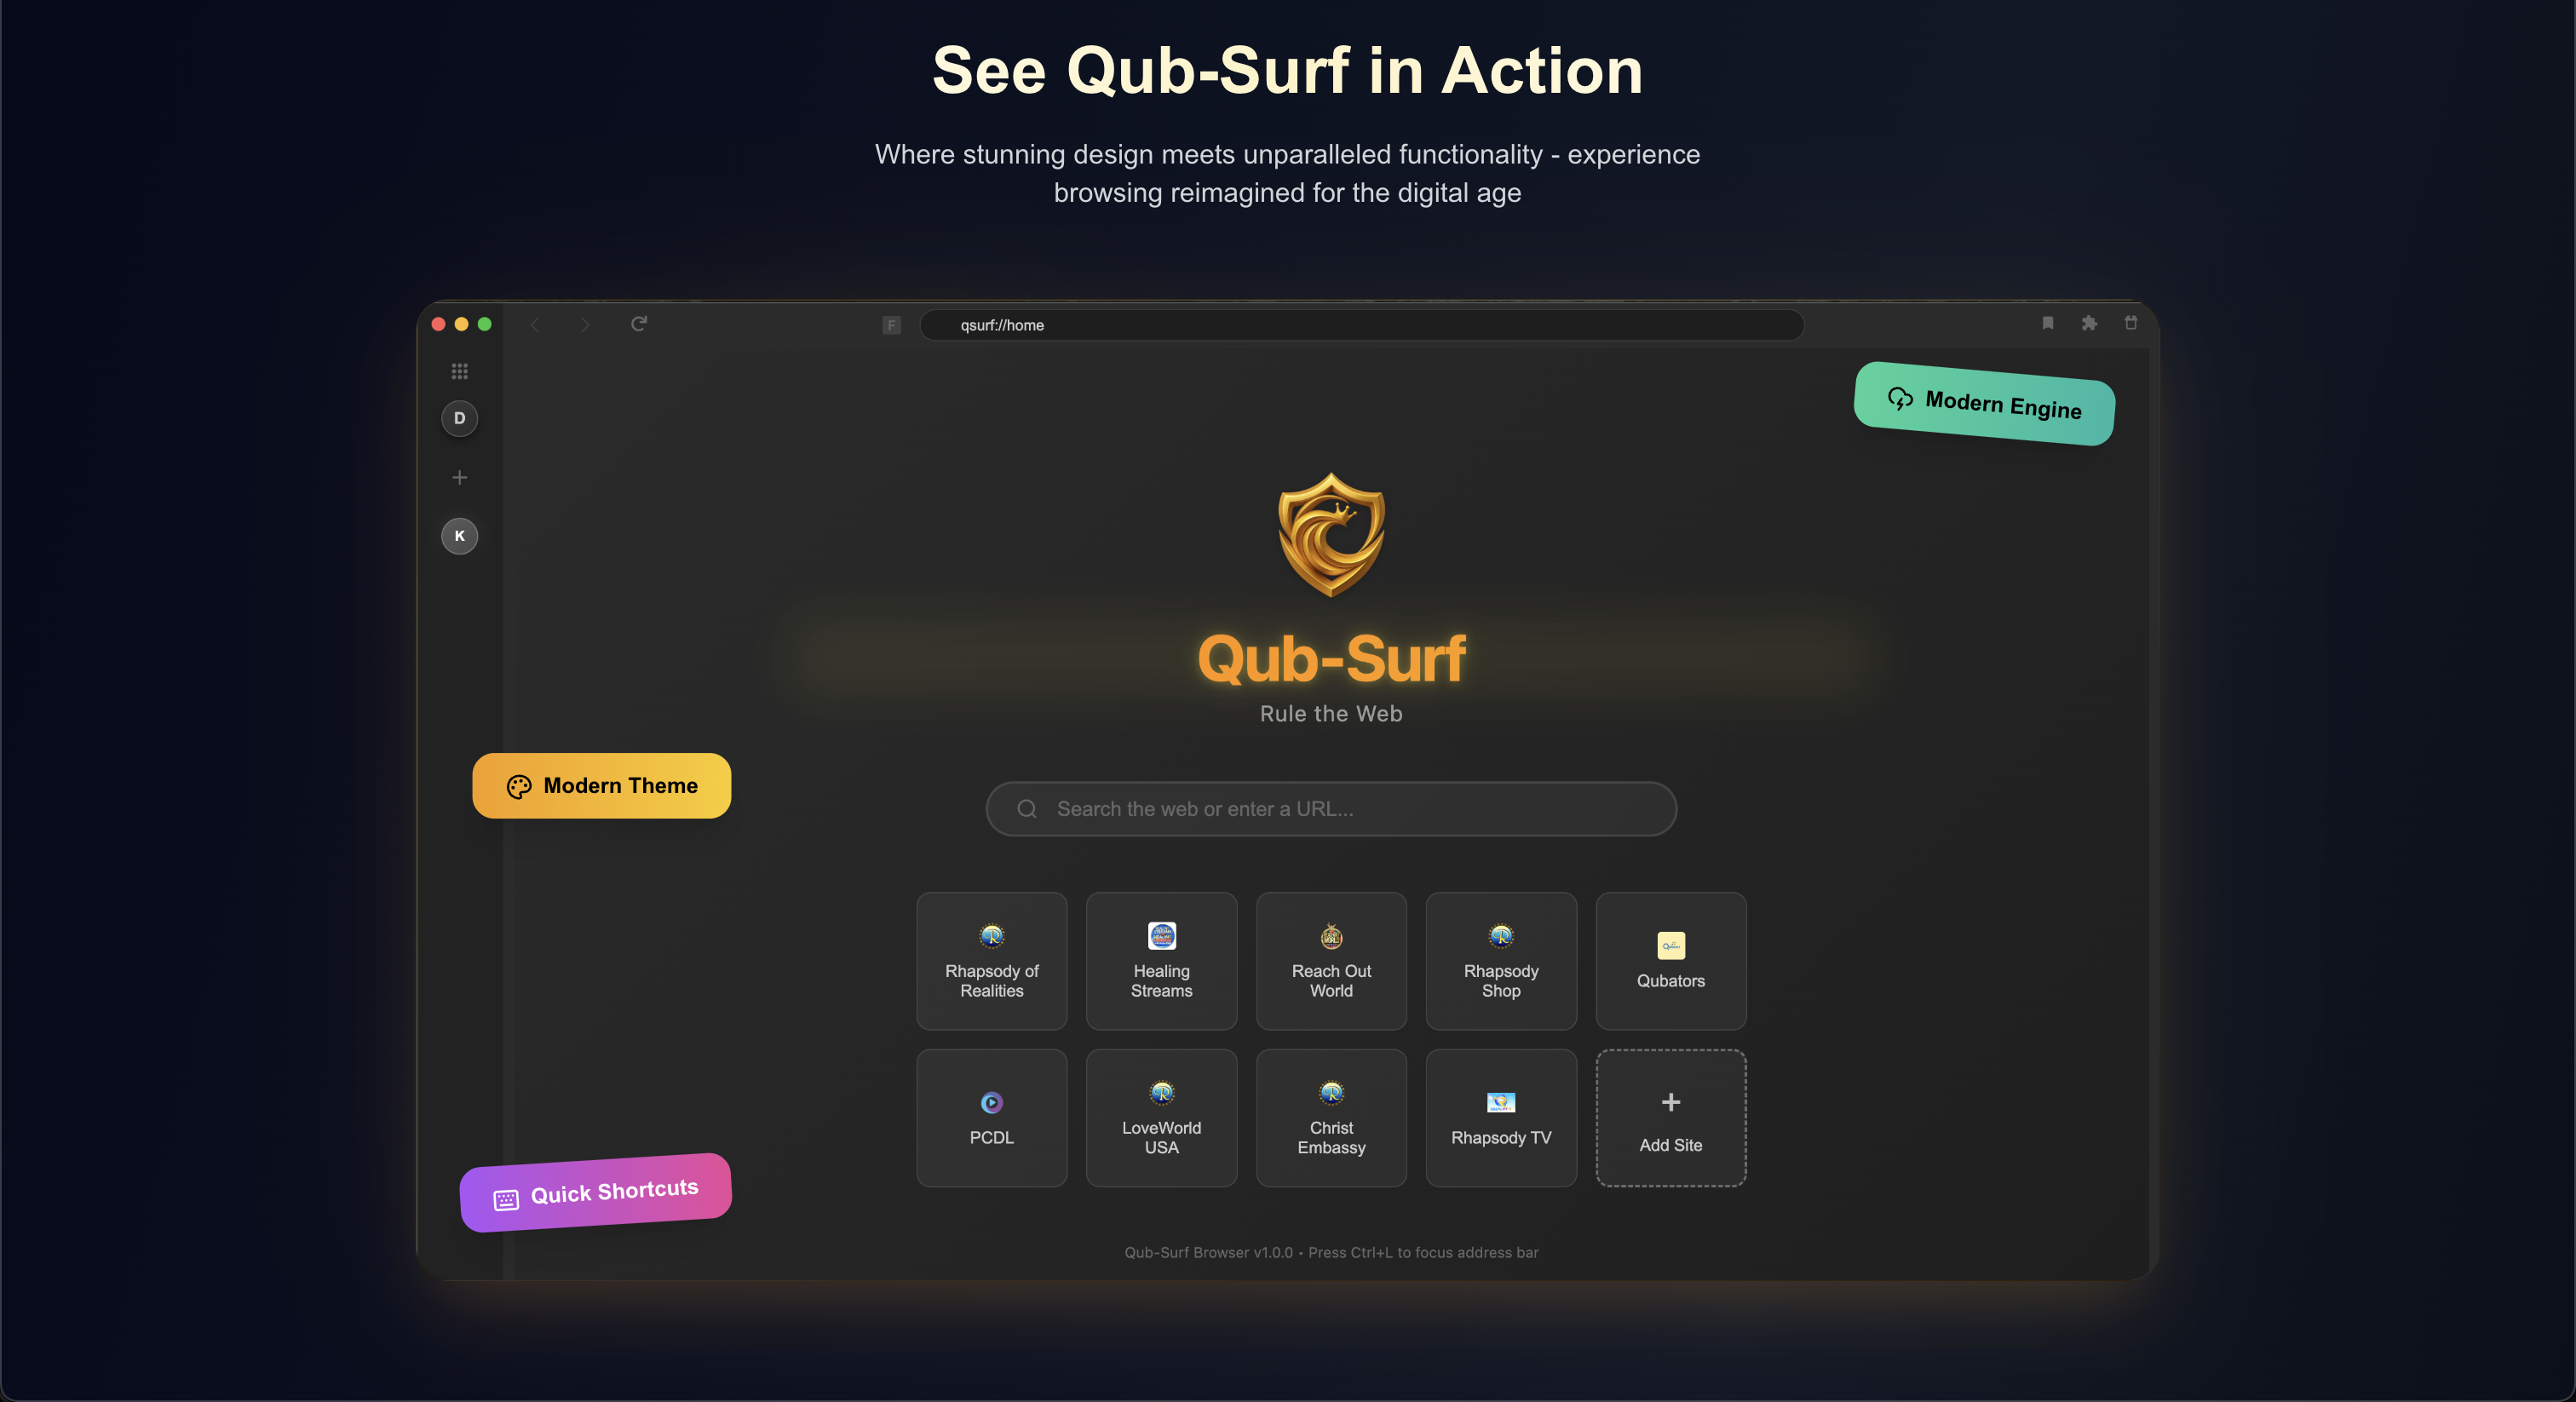 See Qub-Surf in Action
Where stunning design meets unparalleled functionality - experience
browsing reimagined for the digital age
F
qsurf://home
D
K
Modern Engine
Qub-Surf
Rule the Web
Modern Theme
Search the web or enter a URL...
Rhapsody of
Realities
Healing
Streams
Reach Out
World
Rhapsody
Shop
Qubators
PCDL
LoveWorld
USA
Christ
Embassy
Rhapsody TV
Add Site
Quick Shortcuts
Qub-Surf Browser v1.0.0 • Press Ctrl+L to focus address bar